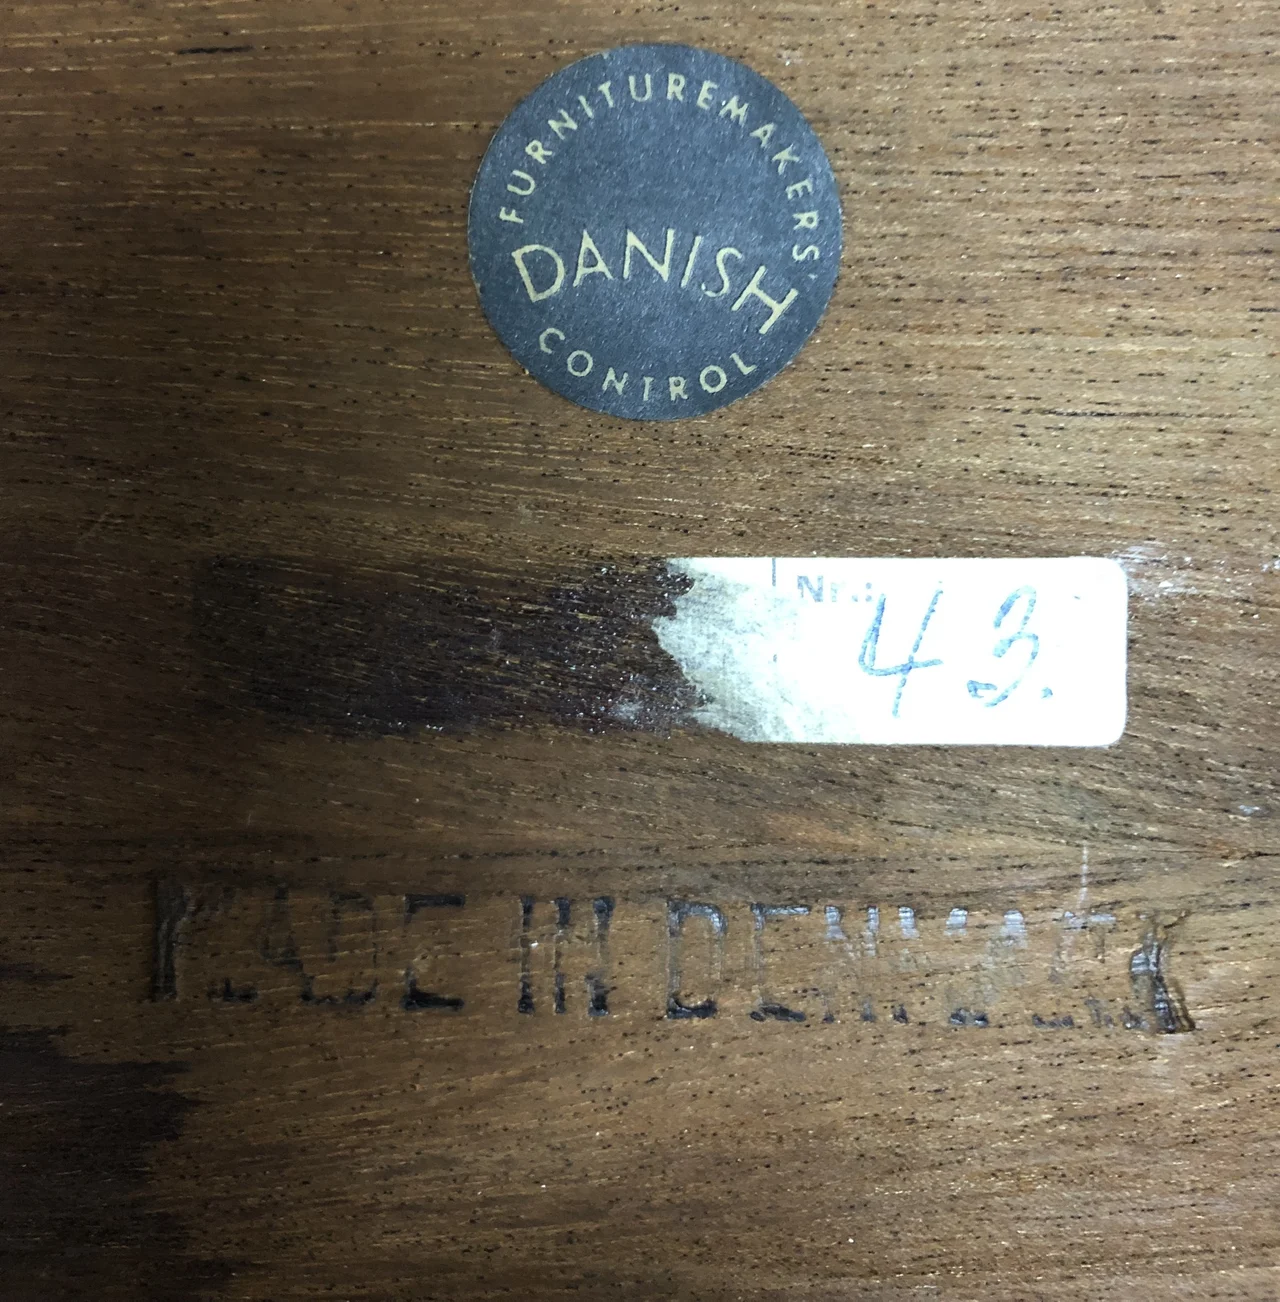 FURNITUREMAKERS'
DANISH
CONTROL
Nr.: 43.
MADE IN DENMARK